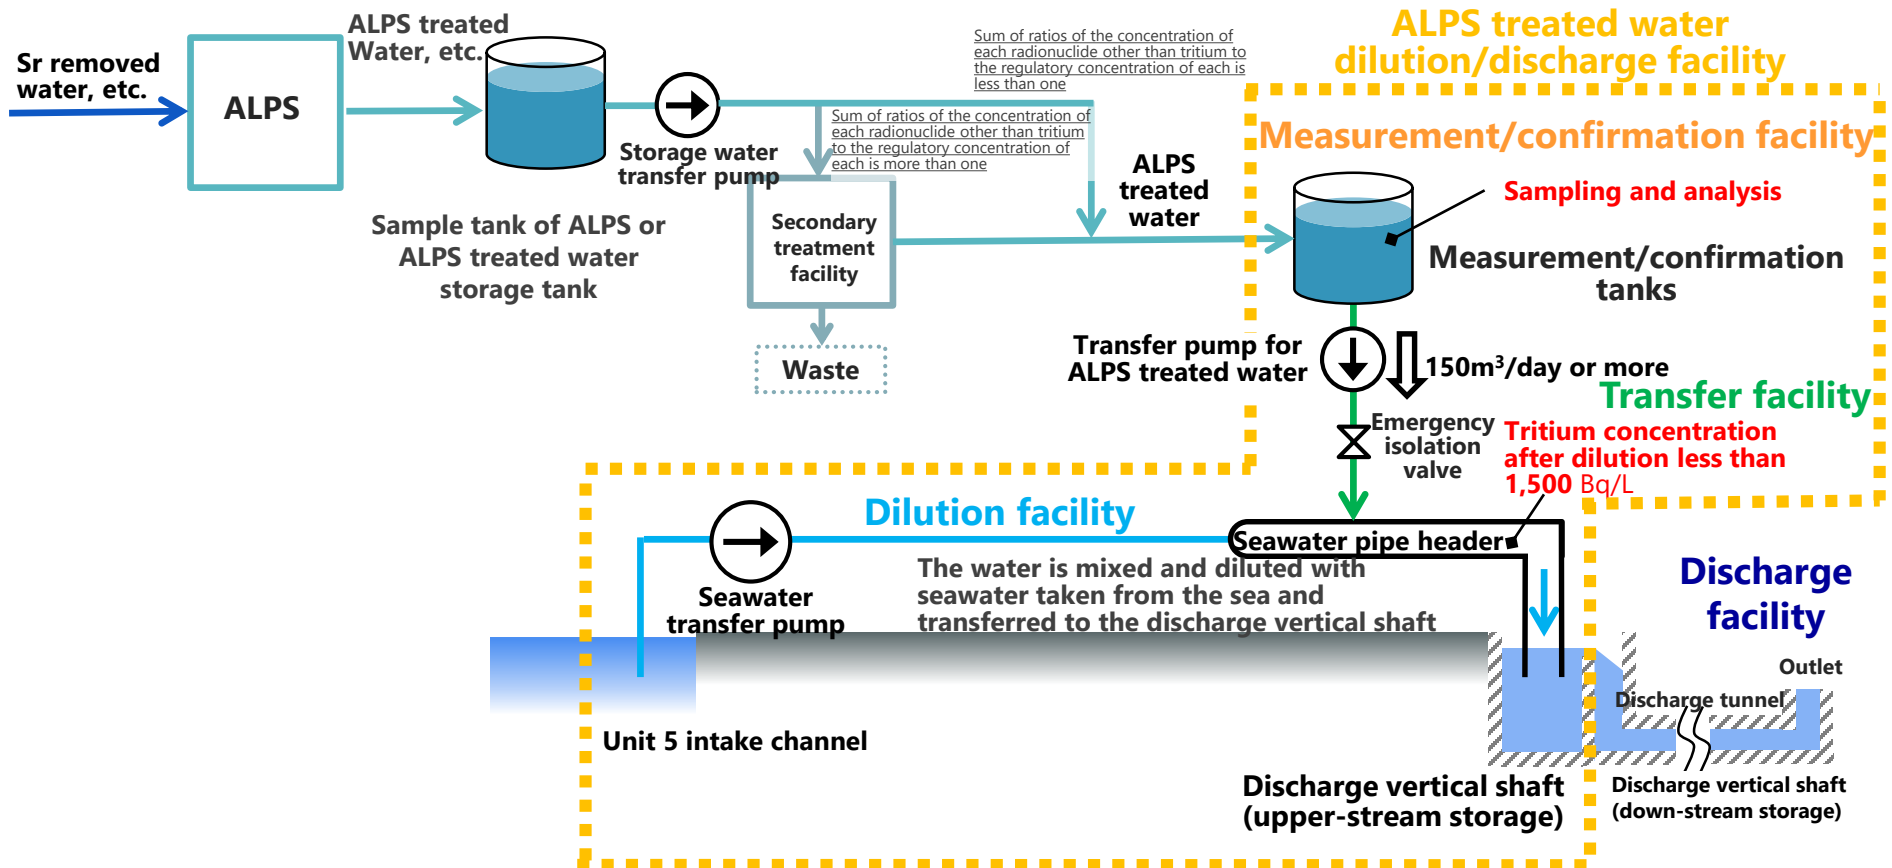 ALPS treated
Water, etc.
Sr removed
water, etc.
ALPS
Storage water
transfer pump
Sample tank of ALPS or
ALPS treated water
storage tank
Sum of ratios of the concentration of
each radionuclide other than tritium to
the regulatory concentration of each is
less than one
Sum of ratios of the concentration of
each radionuclide other than tritium
to the regulatory concentration of
each is more than one
Secondary
treatment
facility
Waste
ALPS
treated
water
ALPS treated water
dilution/discharge facility
Measurement/confirmation facility
Sampling and analysis
Measurement/confirmation
tanks
Transfer pump for
ALPS treated water
150m³/day or more
Transfer facility
Emergency
isolation
valve
Tritium concentration
after dilution less than
1,500 Bq/L
Dilution facility
Seawater pipe header
Seawater
transfer pump
The water is mixed and diluted with
seawater taken from the sea and
transferred to the discharge vertical shaft
Discharge
facility
Outlet
Discharge tunnel
Unit 5 intake channel
Discharge vertical shaft
(upper-stream storage)
Discharge vertical shaft
(down-stream storage)